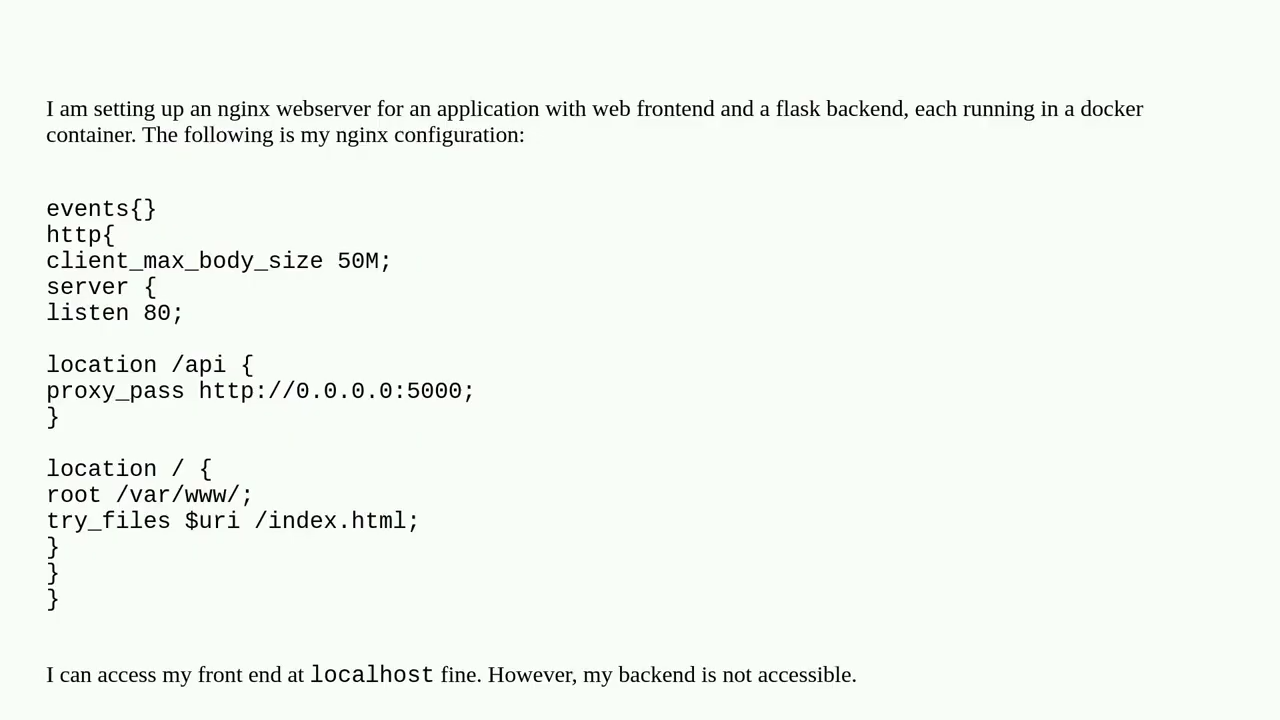 I am setting up an nginx webserver for an application with web frontend and a flask backend, each running in a docker
container. The following is my nginx configuration:
events{}
http{
client_max_body_size 50M;
server {
listen 80;
location /api {
proxy_pass http://0.0.0.0:5000;
}
location / {
root /var/www/;
try_files $uri /index.html;
}
}
}
I can access my front end at localhost fine. However, my backend is not accessible.